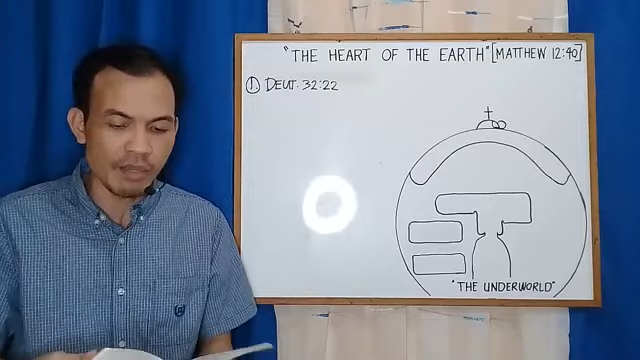 "THE HEART OF THE EARTH" [MATTHEW 12:40]
1. DEUT. 32:22
"THE UNDERWORLD"